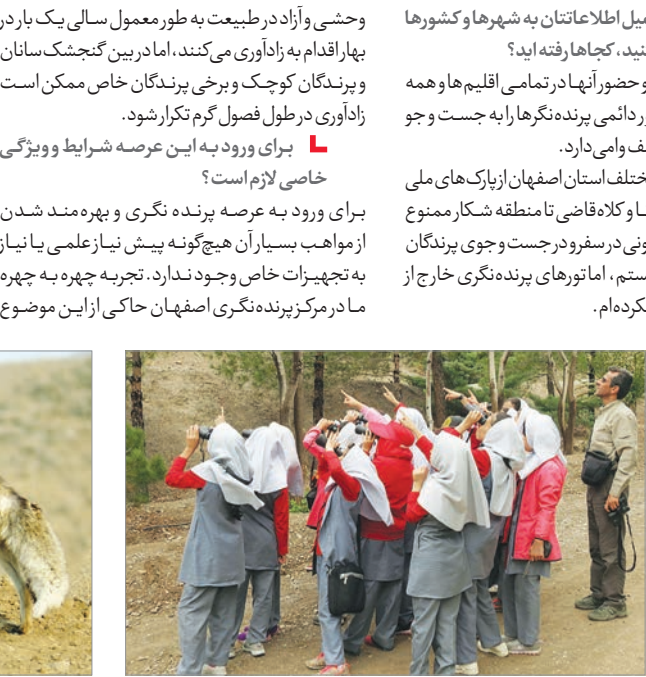 میل اطلاعاتتان به شهرها و کشورها
نید، کجاها رفته اید؟
و حضور آنها در تمامی اقلیم‌ها و همه
ور دائمی پرنده‌نگرها را به جست و جو
ف وامی‌دارد.
ختلف استان اصفهان از پارک‌های ملی
ـا و کلاه‌قاضی تا منطقه شکار ممنوع
ونی در سفر و در جست و جوی پرندگان
ستم، اما تورهای پرنده‌نگری خارج از
کرده‌ام.
وحشی و آزاد در طبیعت به طور معمول سالی یک بار در
بهار اقدام به زادآوری می‌کنند، اما در بین گنجشک‌سانان
و پرندگان کوچک و برخی پرندگان خاص ممکن است
زادآوری در طول فصول گرم تکرار شود.
برای ورود به این عرصه شرایط و ویژگی
خاصی لازم است؟
برای ورود به عرصه پرنده نگری و بهره‌مند شدن
از مواهب بسیار آن هیچ‌گونه پیش نیاز علمی یا نیاز
به تجهیزات خاص وجود ندارد. تجربه چهره به چهره
ما در مرکز پرنده‌نگری اصفهان حاکی از این موضوع